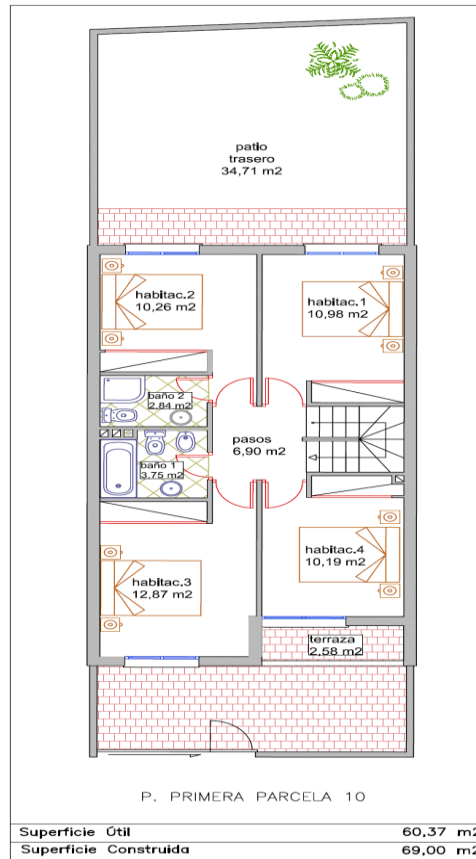 patio
trasero
34,71 m2
habitac.2
10,26 m2
habitac.1
10,98 m2
baño 2
2.84 m2
pasos
6,90 m2
baño 1
3.75 m2
habitac.4
10,19 m2
habitac.3
12,87 m2
terraza
2.58 m2
P. PRIMERA PARCELA 10
Superficie Útil 60,37 m2
Superficie Construida 69,00 m2